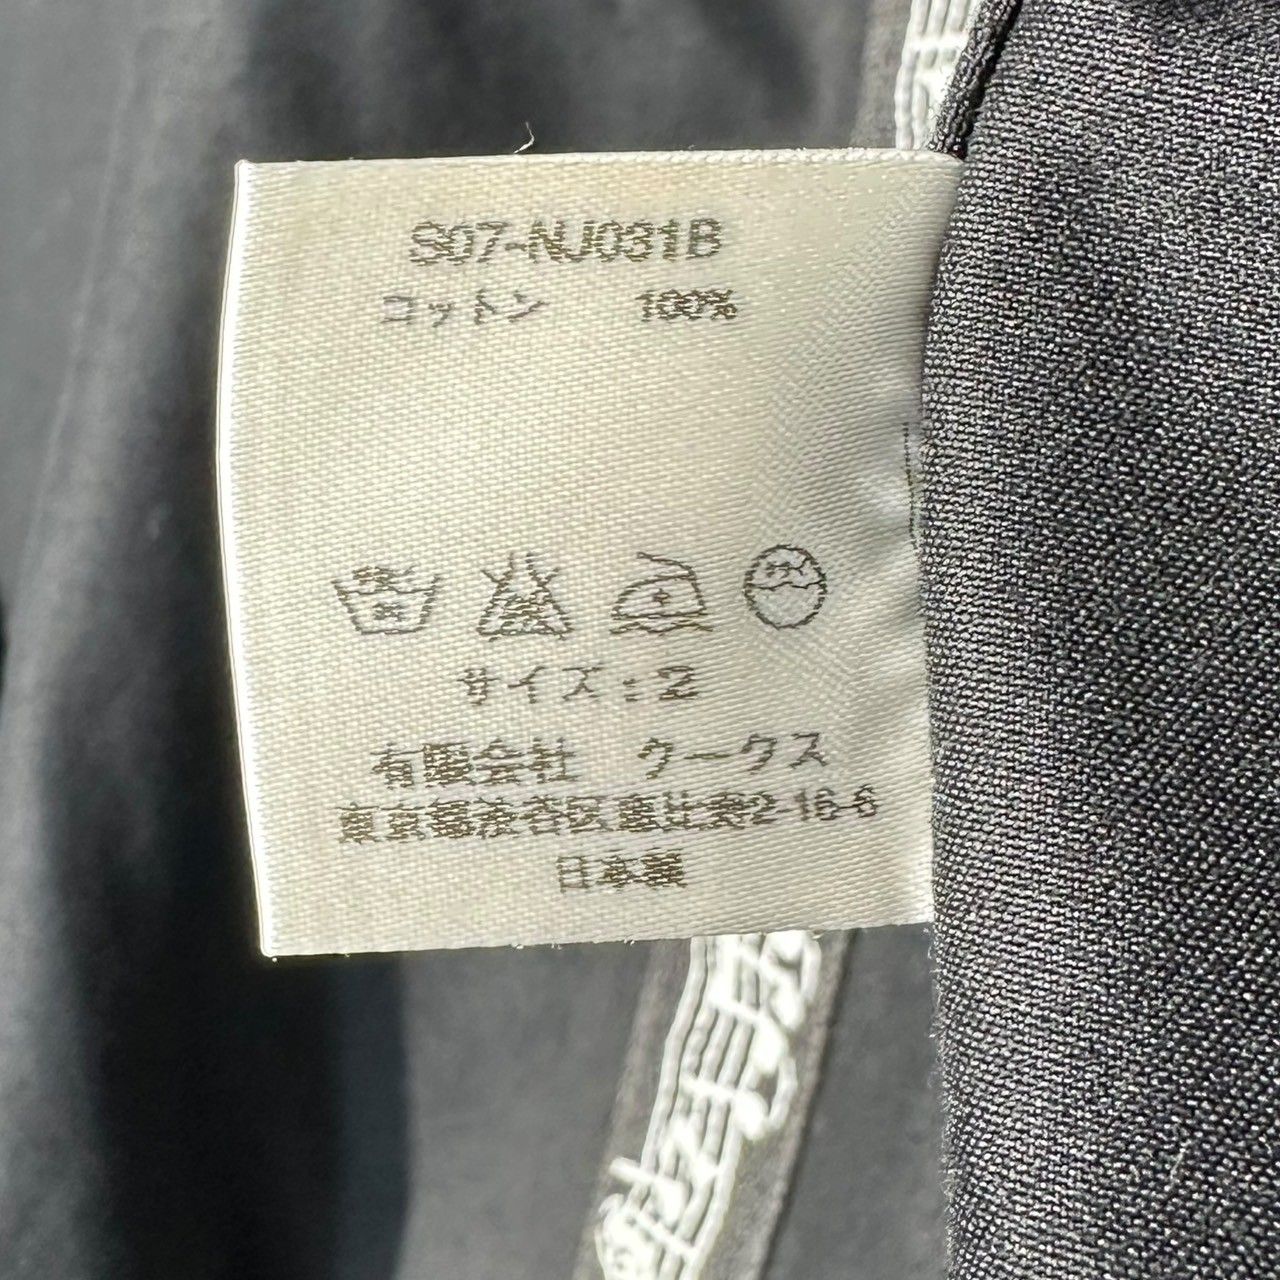 S07-NJ031B
コットン 100%
サイズ:2
有限会社 クークス
東京都渋谷区恵比寿2-16-6
日本製